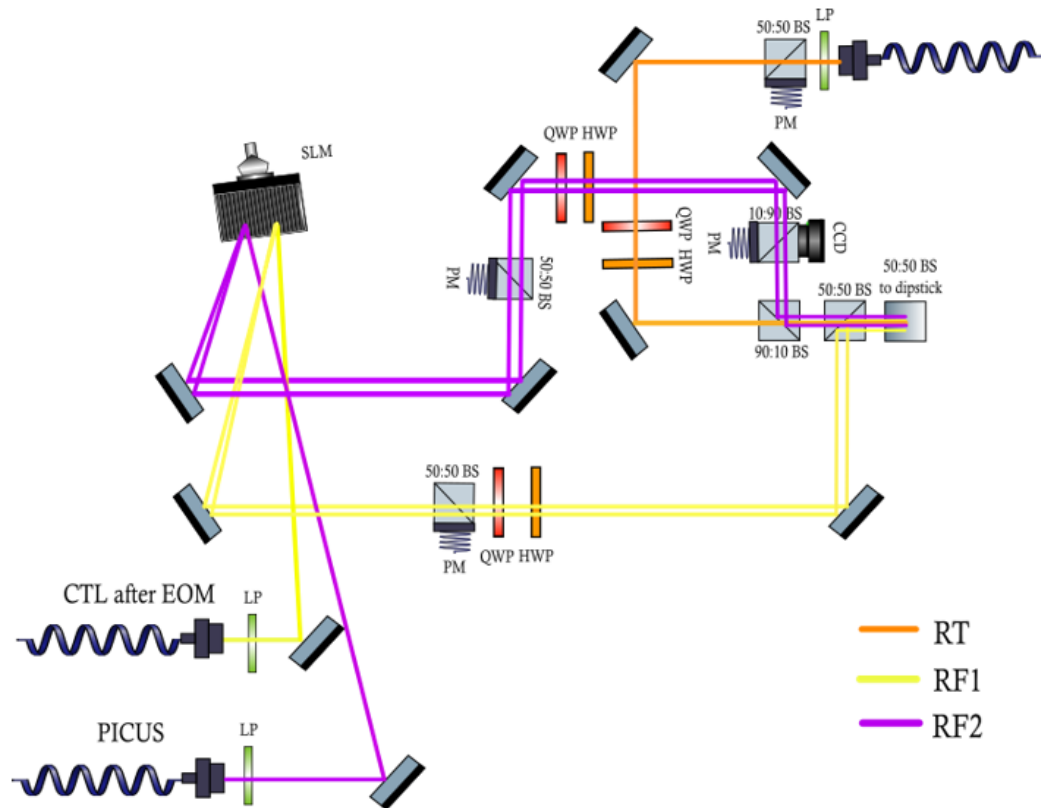 50:50 BS
LP
PM
SLM
QWP HWP
QWP
HWP
10:90 BS
PM
CCD
50:50 BS
PM
50:50 BS
50:50 BS
to dipstick
90:10 BS
50:50 BS
PM
QWP
HWP
CTL after EOM
LP
PICUS
LP
RT
RF1
RF2